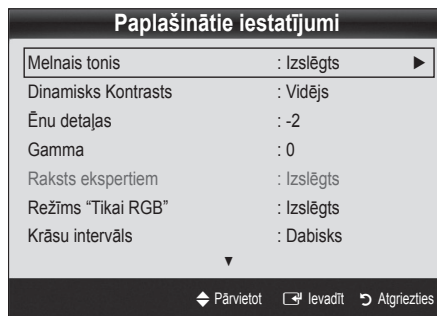 Paplašinātie iestatījumi
Melnais tonis : Izslēgts ▶
Dinamisks Kontrasts : Vidējs
Ēnu detaļas : -2
Gamma : 0
Raksts ekspertiem : Izslēgts
Režīms “Tikai RGB” : Izslēgts
Krāsu intervāls : Dabisks
▼
Pārvietot Ievadīt Atgriezties